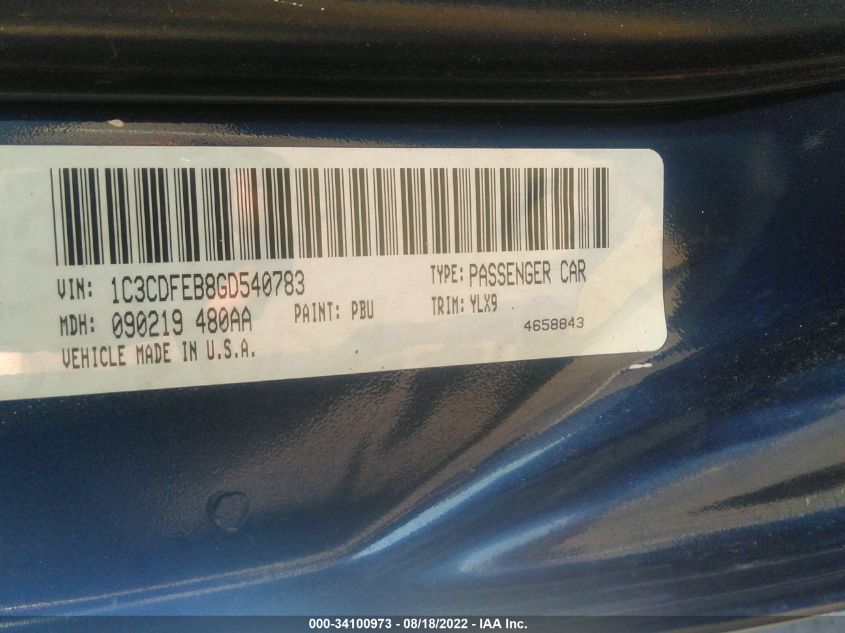 VIN: 1C3CDFEB8GD540783 TYPE: PASSENGER CAR
MDH: 090219 480AA PAINT: PBU TRIM: YLX9
VEHICLE MADE IN U.S.A. 4658843
000-34100973 - 08/18/2022 - IAA Inc.